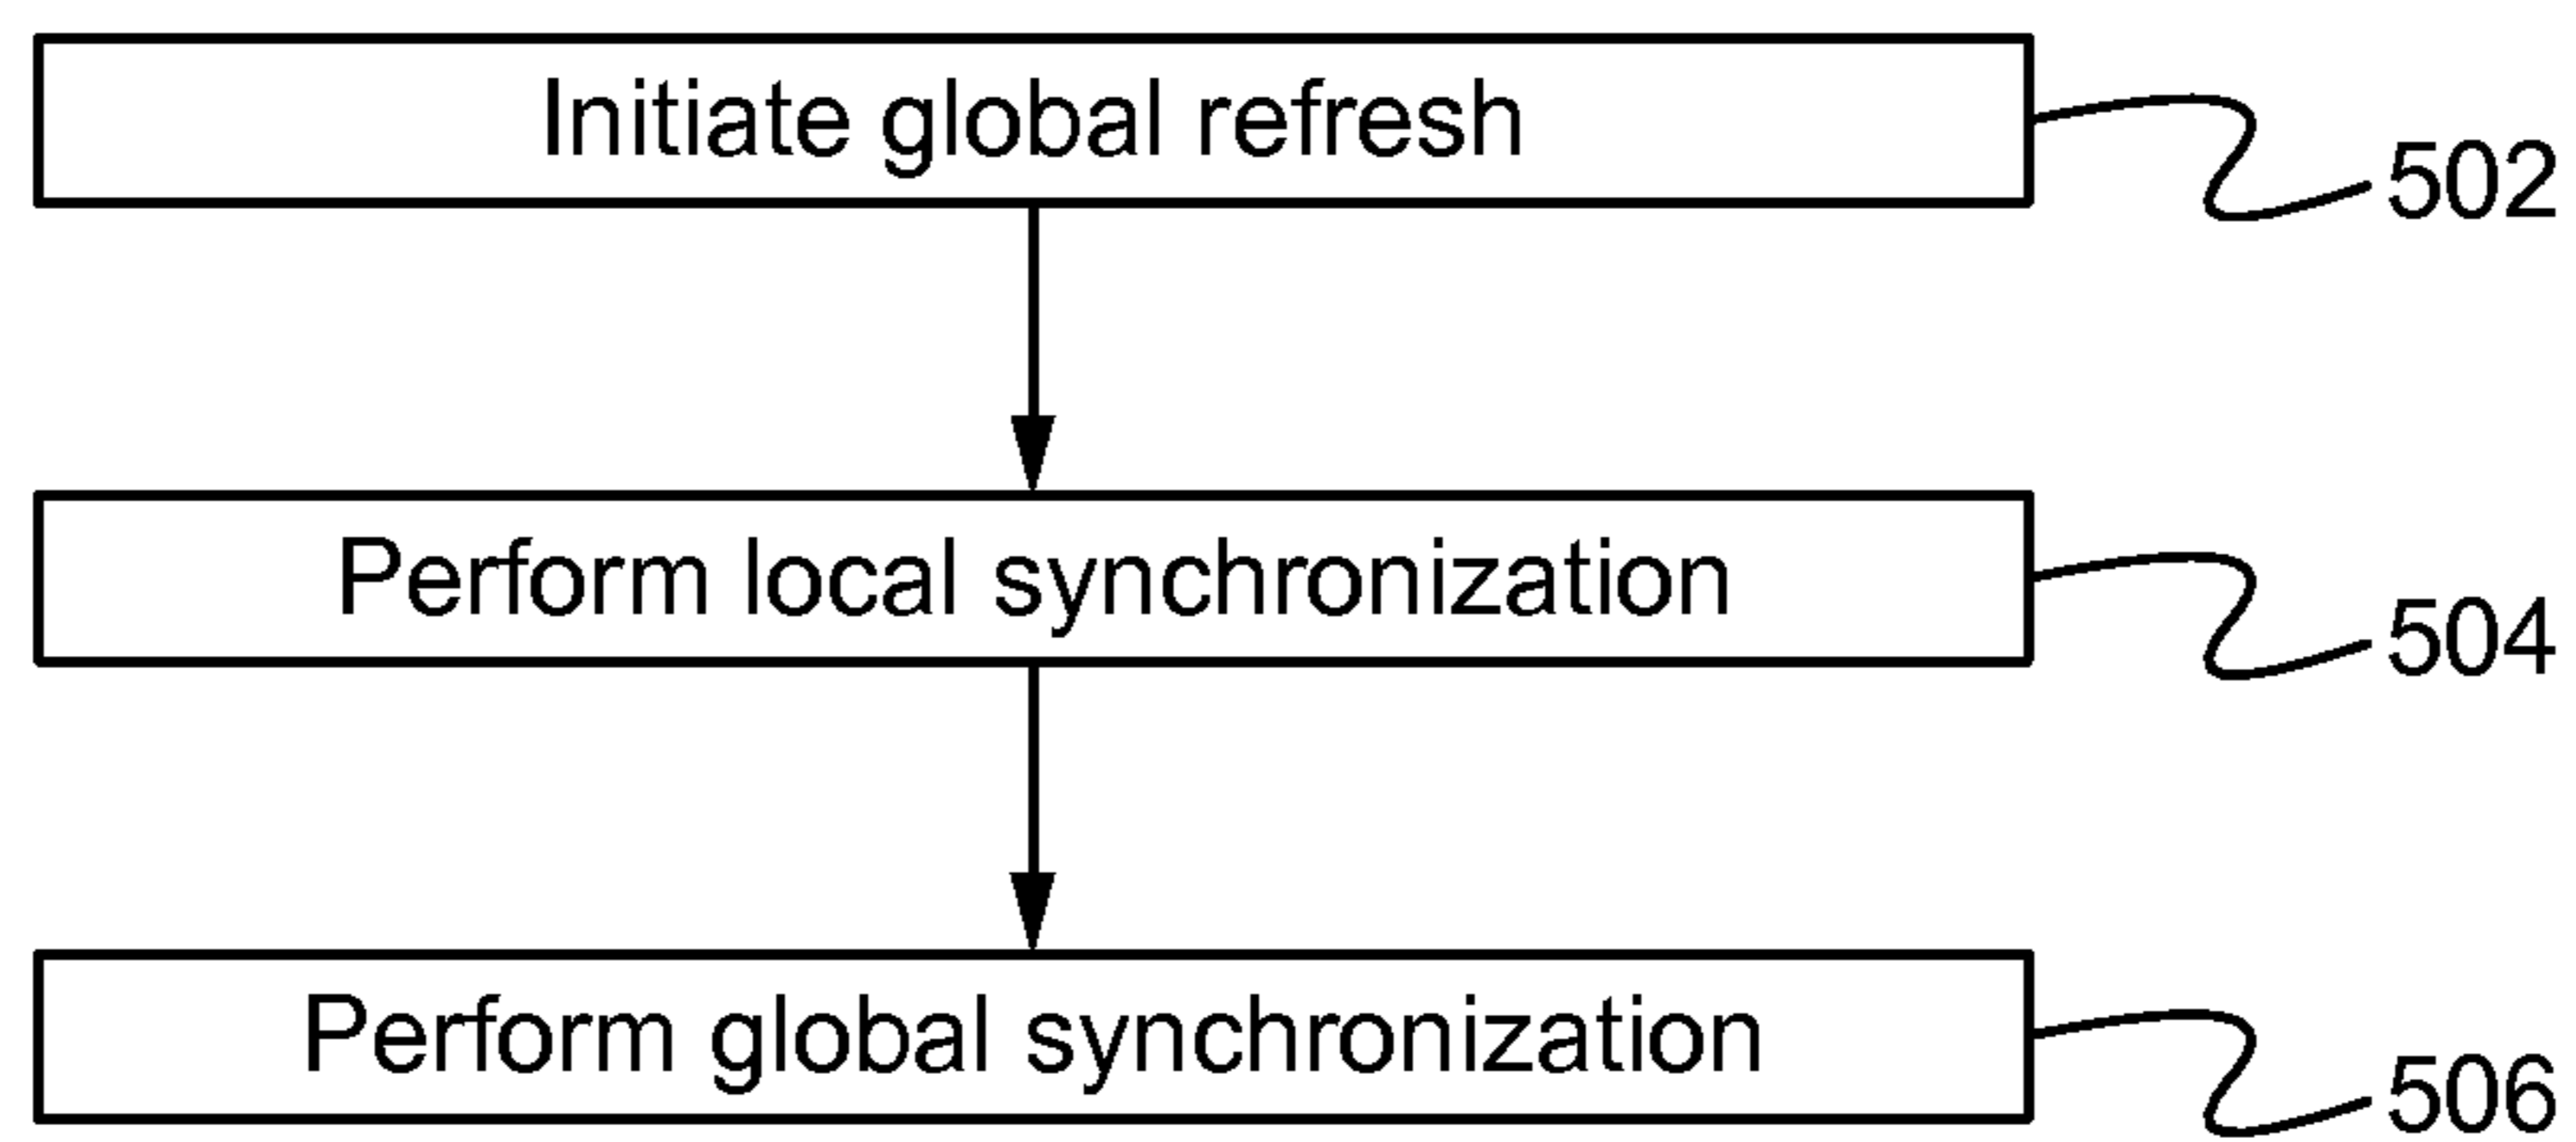 Initiate global refresh
502
Perform local synchronization
504
Perform global synchronization
506